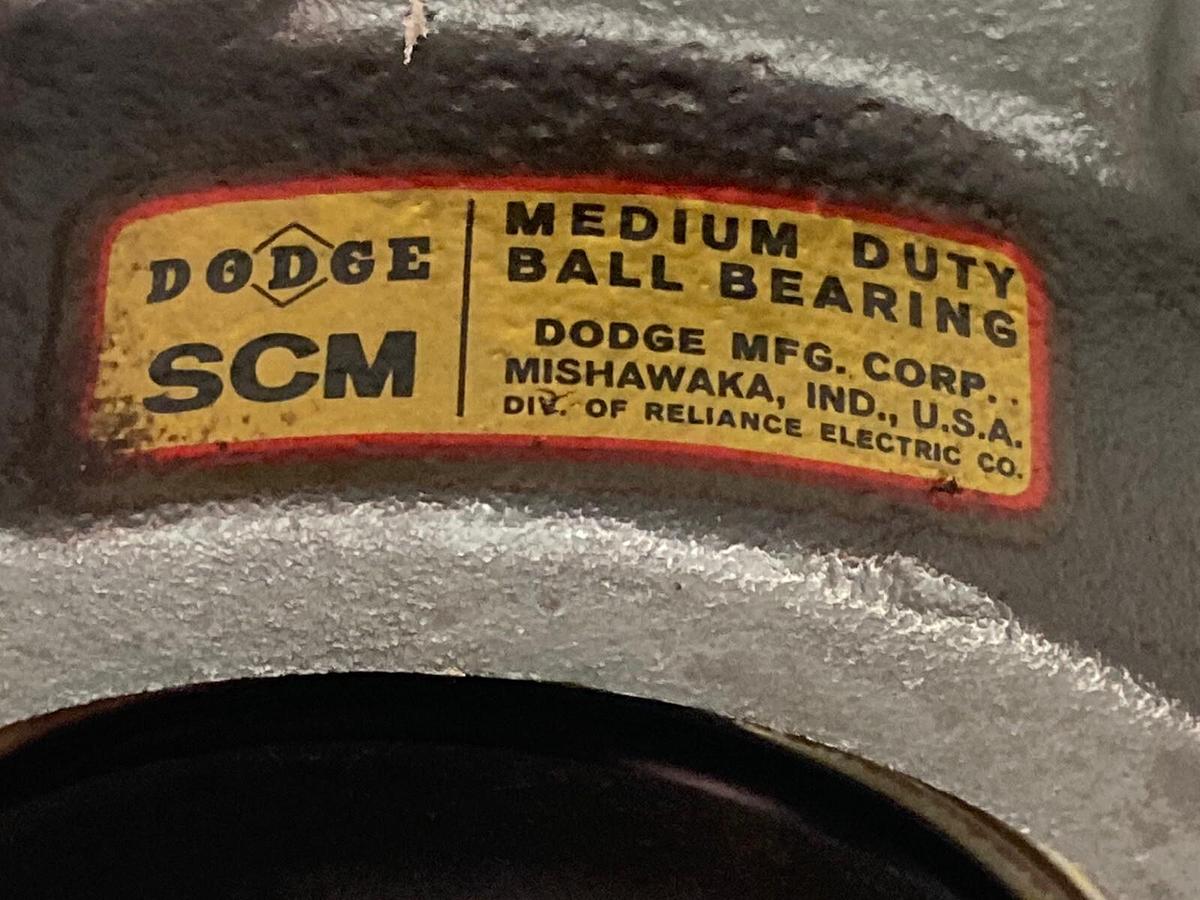 DODGE
SCM
MEDIUM DUTY
BALL BEARING
DODGE MFG. CORP.
MISHAWAKA, IND., U.S.A.
DIV. OF RELIANCE ELECTRIC CO.